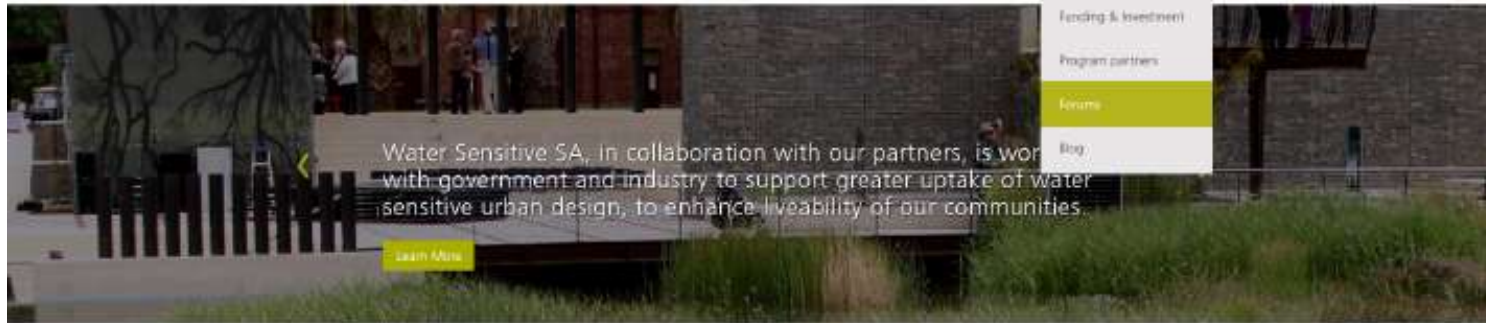 Funding & Investment
Program partners
Forums
Blog
Water Sensitive SA, in collaboration with our partners, is wor
with government and industry to support greater uptake of water
sensitive urban design, to enhance liveability of our communities.
Learn More